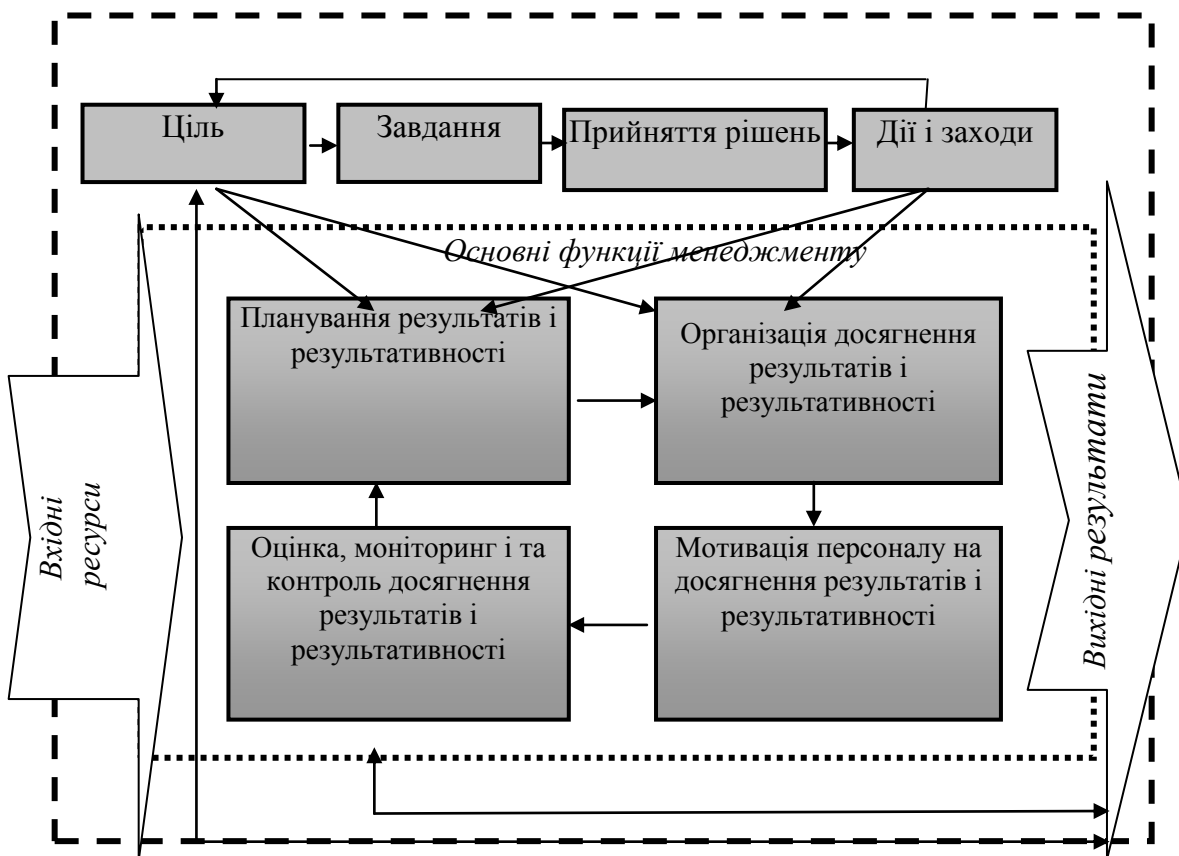 Ціль
Завдання
Прийняття рішень
Дії і заходи
Основні функції менеджменту
Планування результатів і
результативності
Організація досягнення
результатів і
результативності
Вхідні
ресурси
Вихідні результати
Оцінка, моніторинг і та
контроль досягнення
результатів і
результативності
Мотивація персоналу на
досягнення результатів і
результативності